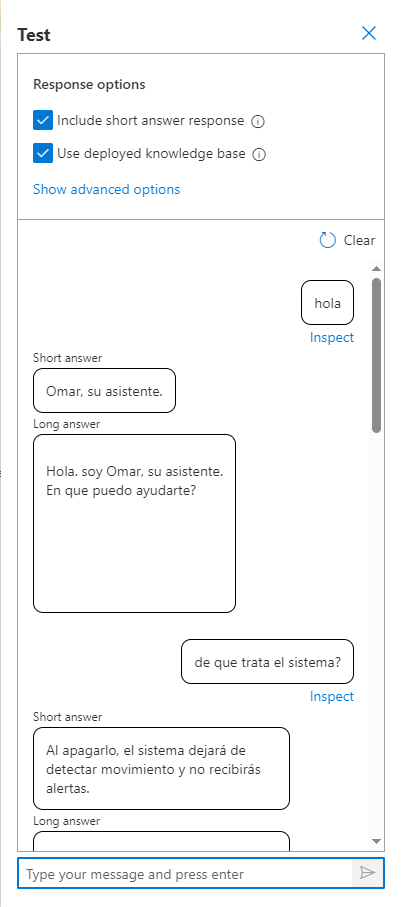 Test
Response options
Include short answer response
Use deployed knowledge base
Show advanced options
Clear
hola
Inspect
Short answer
Omar, su asistente.
Long answer
Hola. soy Omar, su asistente.
En que puedo ayudarte?
de que trata el sistema?
Inspect
Short answer
Al apagarlo, el sistema dejará de
detectar movimiento y no recibirás
alertas.
Long answer
Type your message and press enter